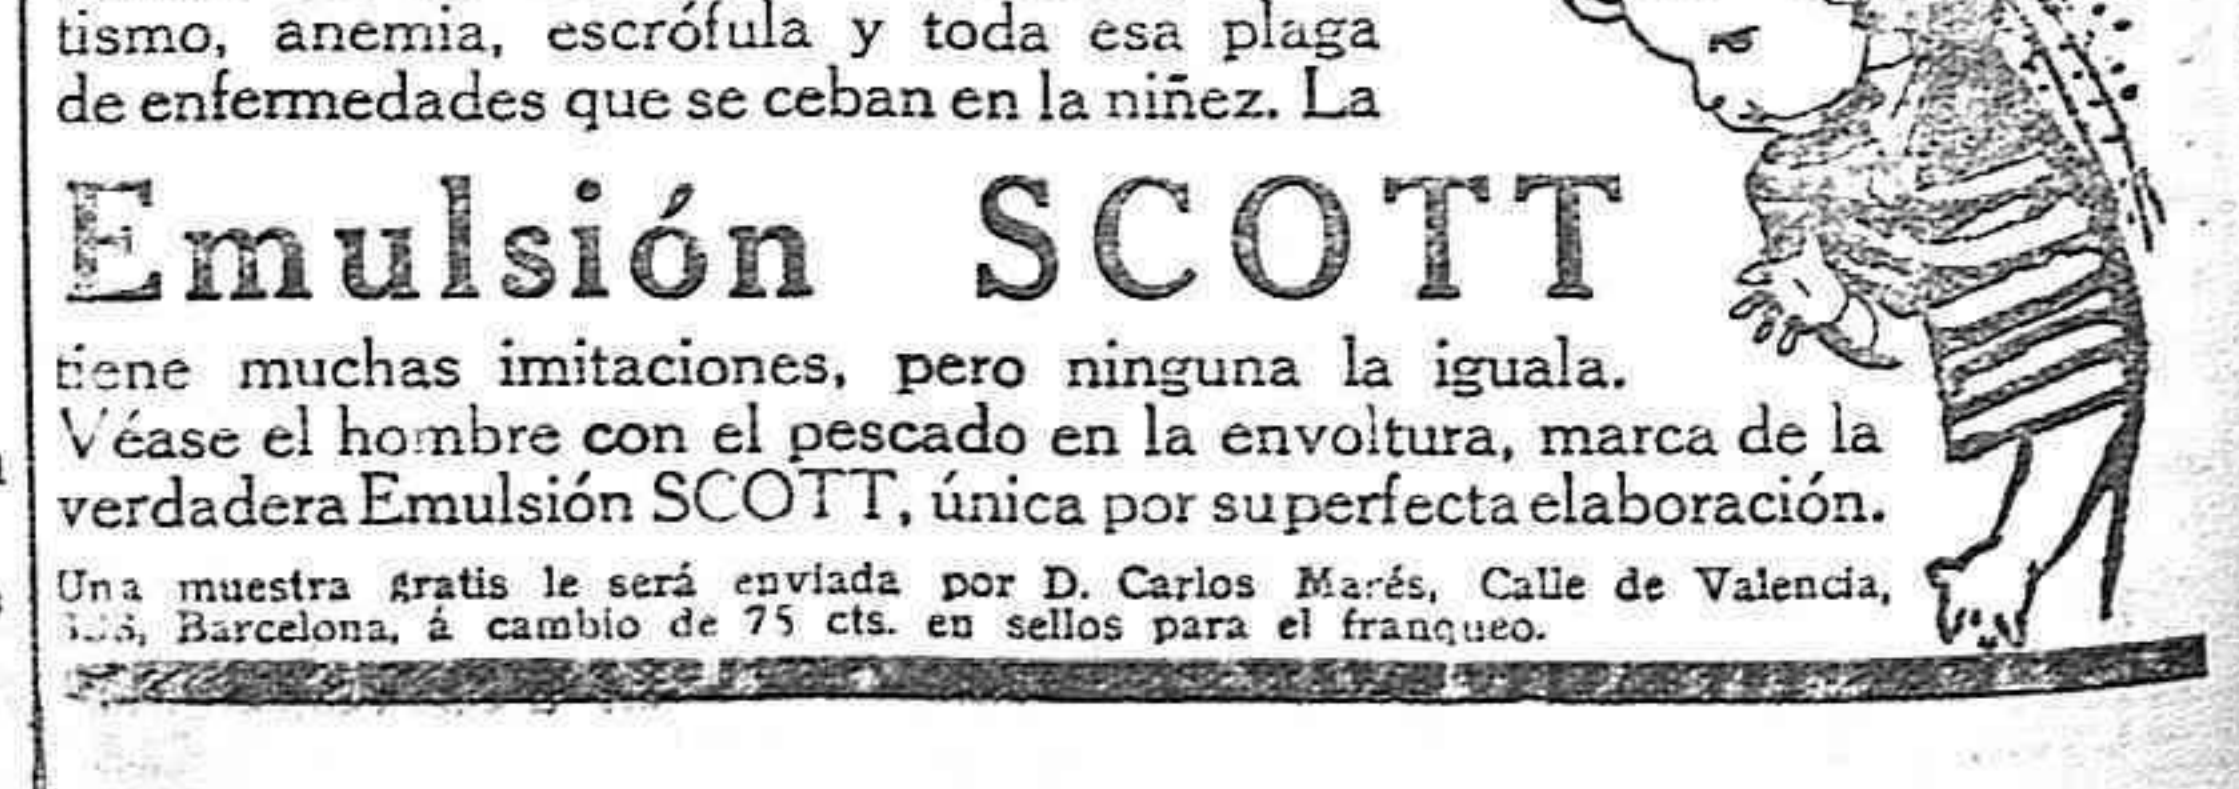 tismo, anemia, escrófula y toda esa plaga
de enfermedades que se ceban en la niñez. La
Emulsión SCOTT
tiene muchas imitaciones, pero ninguna la iguala.
Véase el hombre con el pescado en la envoltura, marca de la
verdadera Emulsión SCOTT, única por su perfecta elaboración.
Una muestra gratis le será enviada por D. Carlos Marés, Calle de Valencia,
Barcelona, á cambio de 75 cts. en sellos para el franqueo.